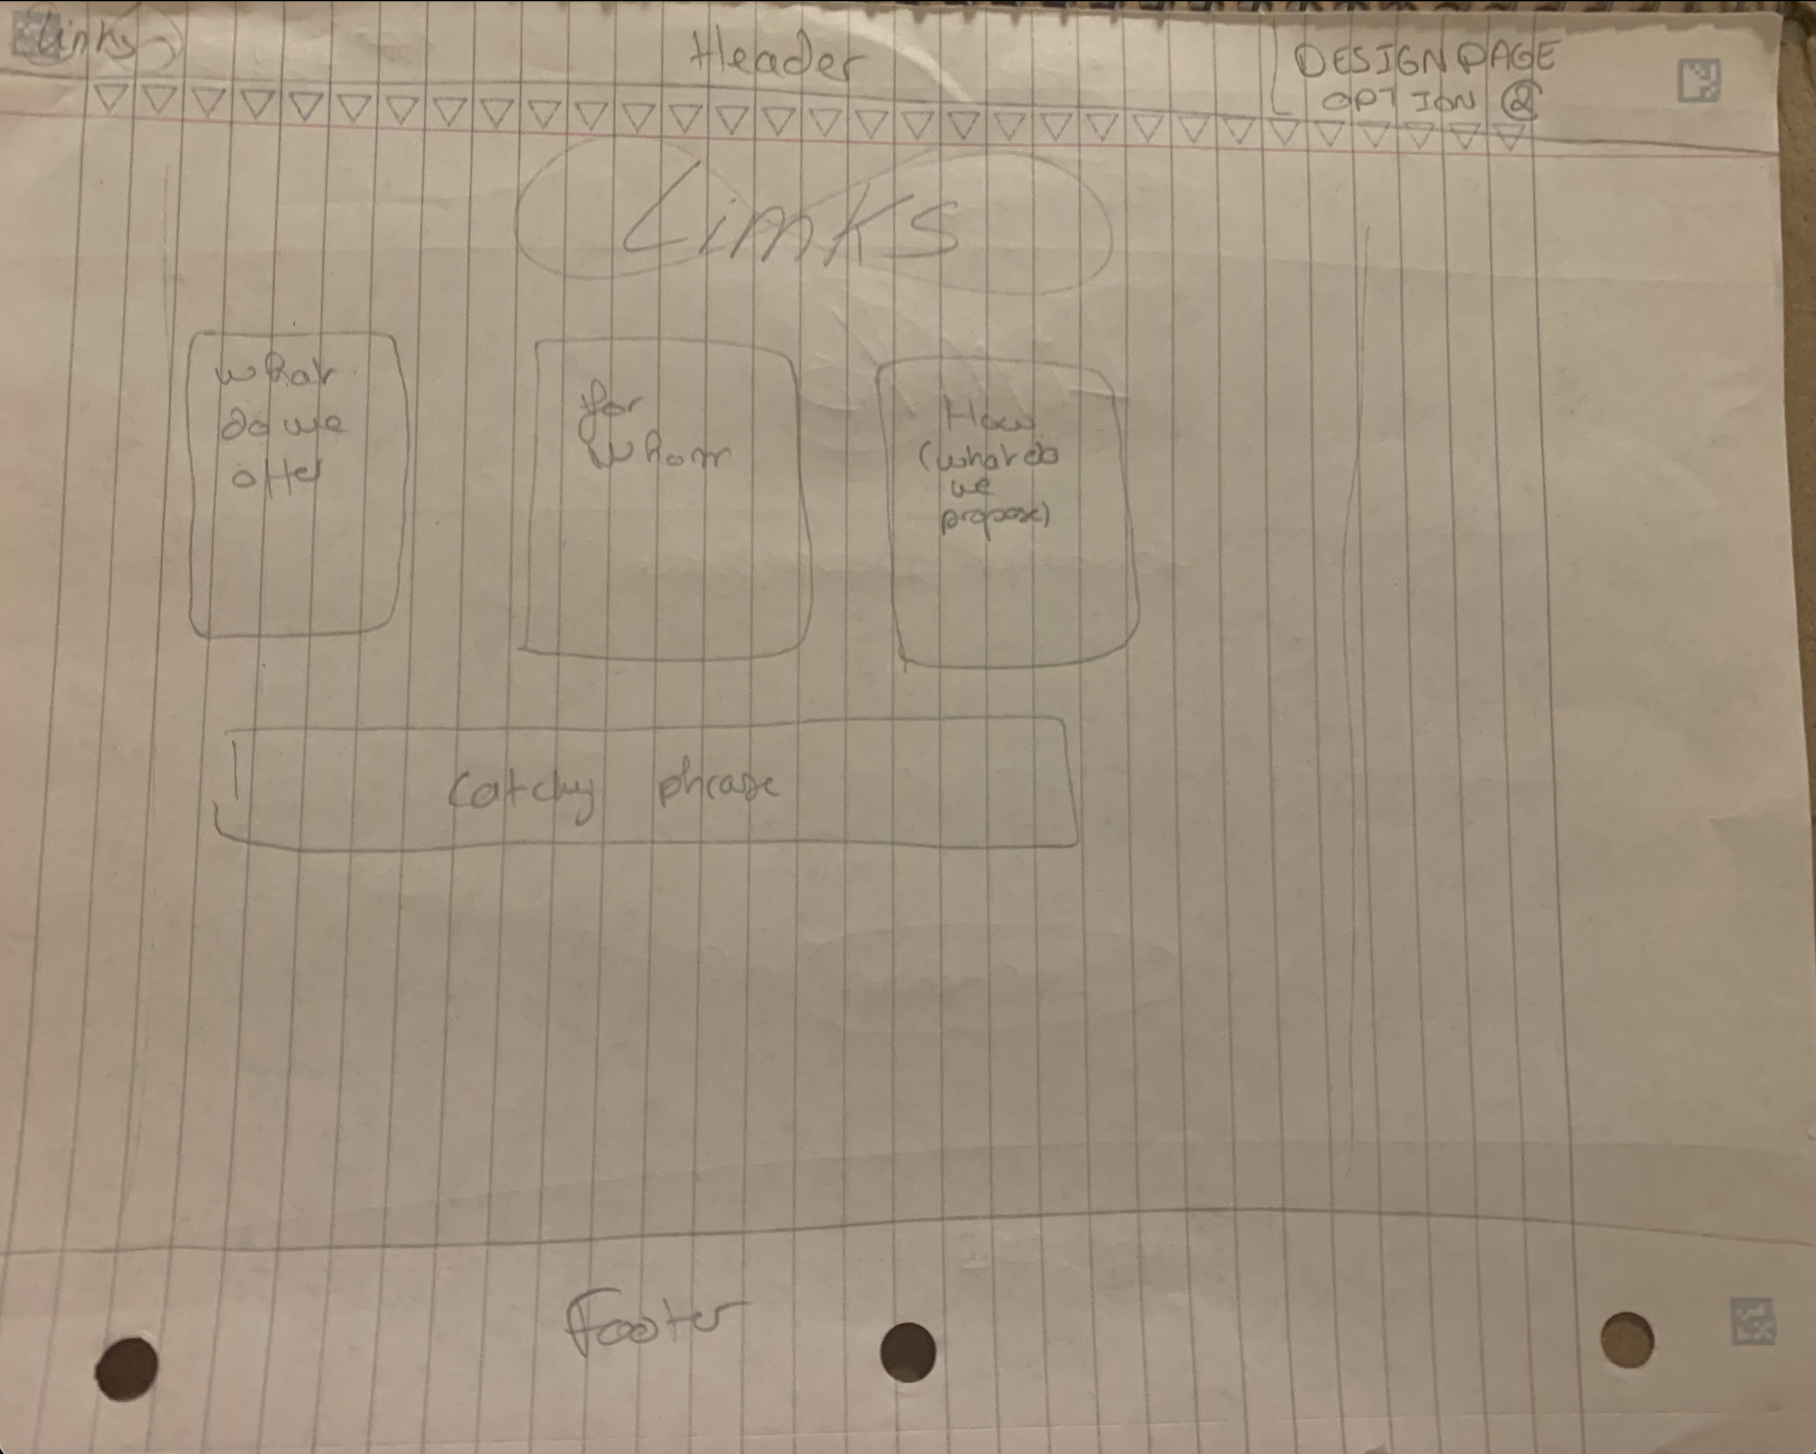 Links
Header
DESIGN PAGE
OPTION 2
Links
What
do we
offer
for
Whom
How
(what do
we
propose)
Catchy phrase
Footer